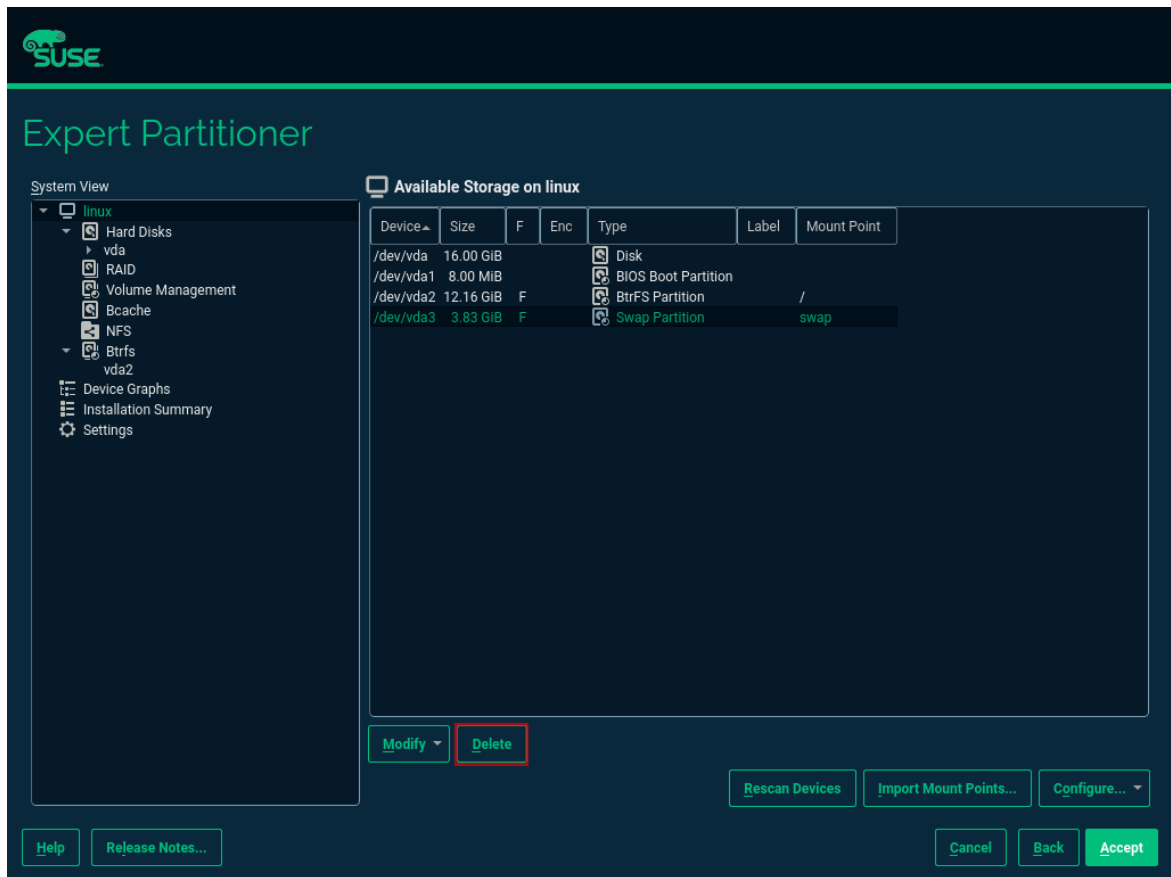 SUSE
Expert Partitioner
System View
linux
Hard Disks
vda
RAID
Volume Management
Bcache
NFS
Btrfs
vda2
Device Graphs
Installation Summary
Settings
Available Storage on linux
Device Size F Enc Type Label Mount Point
/dev/vda 16.00 GiB Disk
/dev/vda1 8.00 MiB BIOS Boot Partition
/dev/vda2 12.16 GiB F BtrFS Partition /
/dev/vda3 3.83 GiB F Swap Partition swap
Modify Delete
Rescan Devices Import Mount Points... Configure...
Help Release Notes... Cancel Back Accept